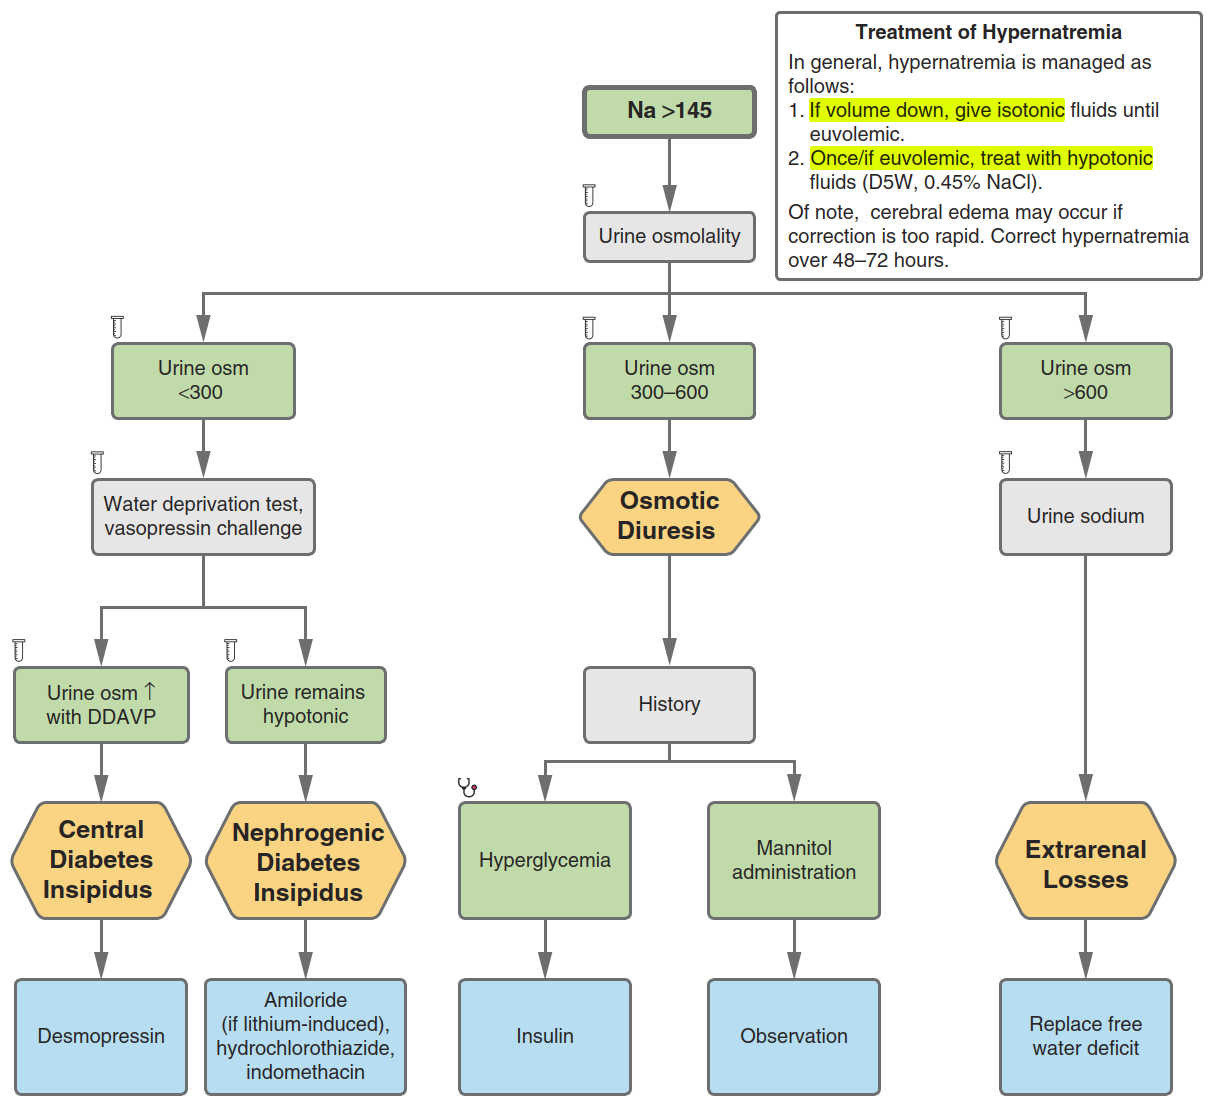 Treatment of Hypernatremia
In general, hypernatremia is managed as
follows:
1. If volume down, give isotonic fluids until
euvolemic.
2. Once/if euvolemic, treat with hypotonic
fluids (D5W, 0.45% NaCl).
Of note, cerebral edema may occur if
correction is too rapid. Correct hypernatremia
over 48–72 hours.
Na >145
Urine osmolality
Urine osm
<300
Urine osm
300–600
Urine osm
>600
Water deprivation test,
vasopressin challenge
Osmotic
Diuresis
Urine sodium
Urine osm ↑
with DDAVP
Urine remains
hypotonic
History
Central
Diabetes
Insipidus
Nephrogenic
Diabetes
Insipidus
Hyperglycemia
Mannitol
administration
Extrarenal
Losses
Desmopressin
Amiloride
(if lithium-induced),
hydrochlorothiazide,
indomethacin
Insulin
Observation
Replace free
water deficit